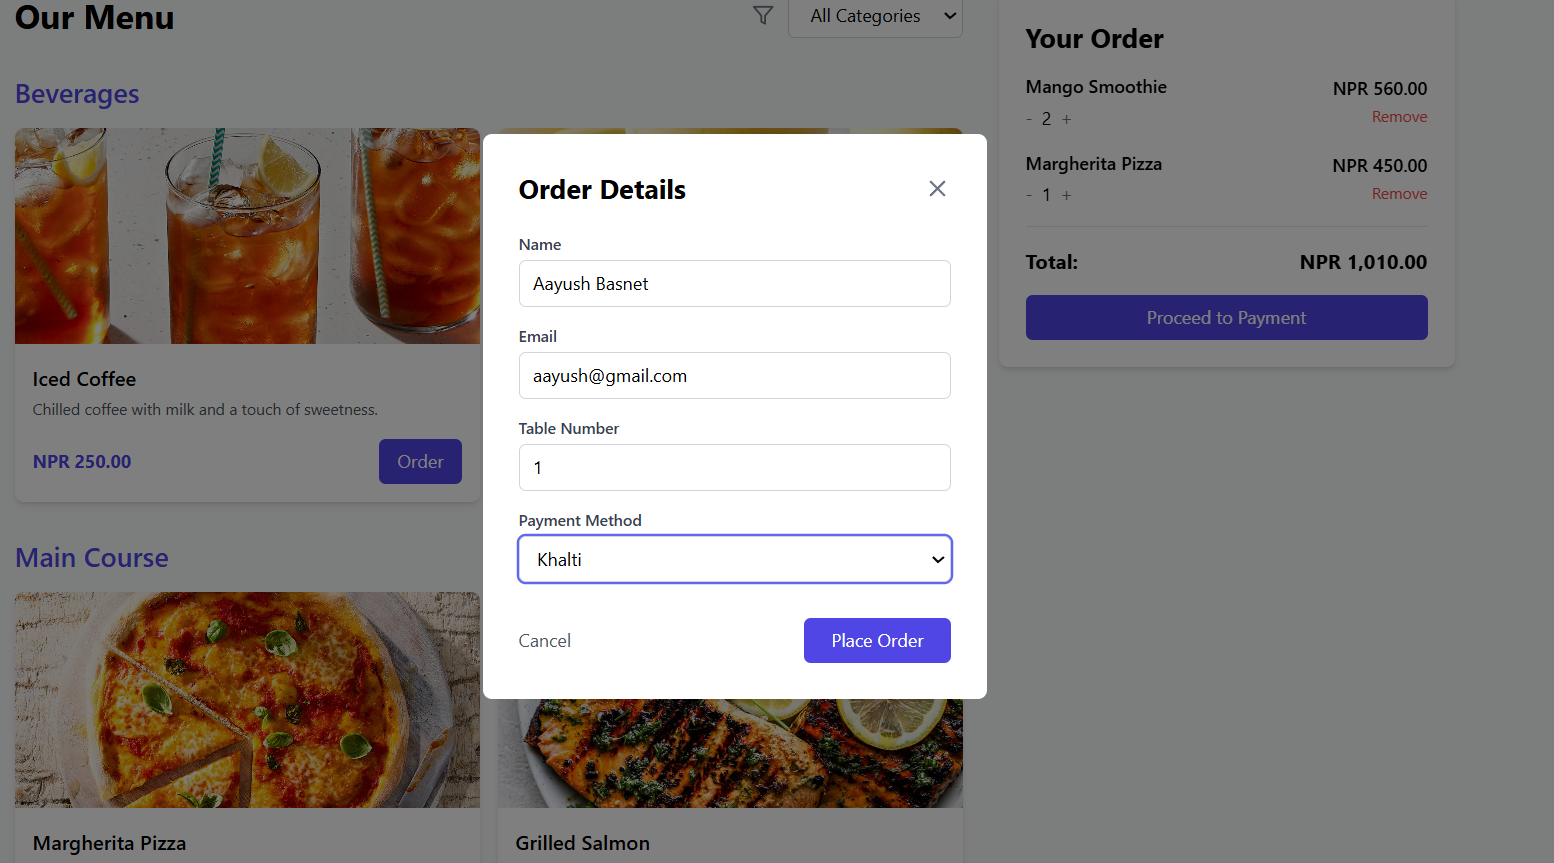 Our Menu
All Categories
Beverages
Iced Coffee
Chilled coffee with milk and a touch of sweetness.
NPR 250.00
Order
Main Course
Margherita Pizza
Grilled Salmon
Order Details
Name
Aayush Basnet
Email
aayush@gmail.com
Table Number
1
Payment Method
Khalti
Cancel
Place Order
Your Order
Mango Smoothie
NPR 560.00
- 2 +
Remove
Margherita Pizza
NPR 450.00
- 1 +
Remove
Total:
NPR 1,010.00
Proceed to Payment